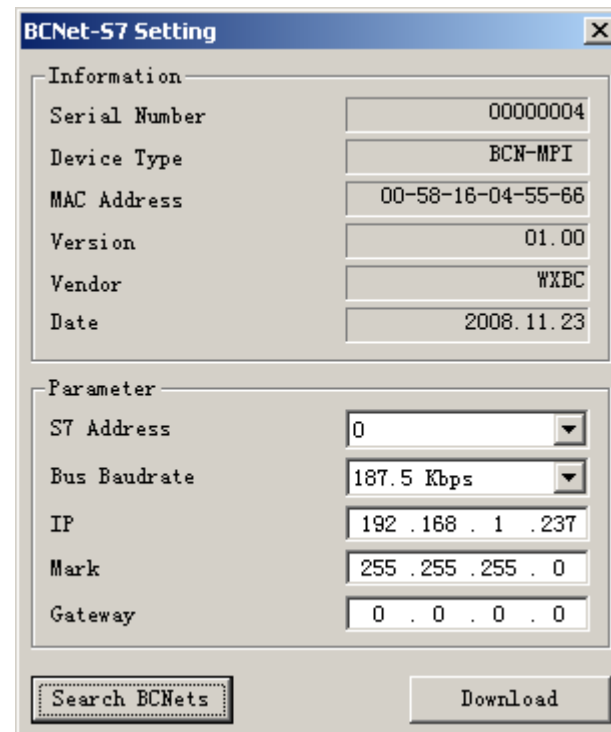 BCNet-S7 Setting
Information
Serial Number 00000004
Device Type BCN-MPI
MAC Address 00-58-16-04-55-66
Version 01.00
Vendor WXBC
Date 2008.11.23
Parameter
S7 Address 0
Bus Baudrate 187.5 Kbps
IP 192 .168 . 1 .237
Mark 255 .255 .255 . 0
Gateway 0 . 0 . 0 . 0
Search BCNets Download